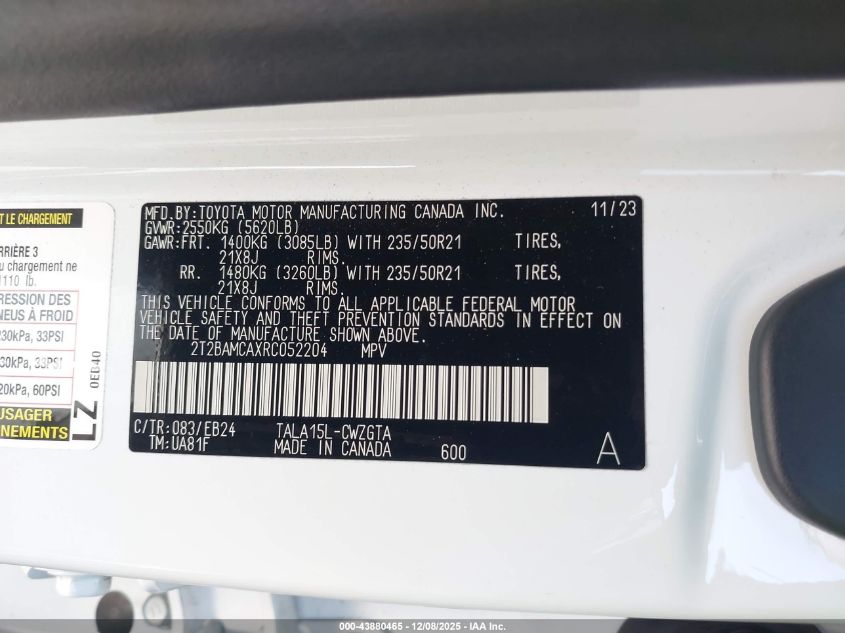 T LE CHARGEMENT
RRIÈRE 3
u chargement ne
110 lb.
RESSION DES
NEUS À FROID
230kPa, 33PSI
30kPa, 33PSI
20kPa, 60PSI
USAGER
NEMENTS
LZ
0EB40
MFD.BY:TOYOTA MOTOR MANUFACTURING CANADA INC. 11/23
GVWR:2550KG (5620LB)
GAWR:FRT. 1400KG (3085LB) WITH 235/50R21 TIRES,
21X8J RIMS.
RR. 1480KG (3260LB) WITH 235/50R21 TIRES,
21X8J RIMS.
THIS VEHICLE CONFORMS TO ALL APPLICABLE FEDERAL MOTOR
VEHICLE SAFETY AND THEFT PREVENTION STANDARDS IN EFFECT ON
THE DATE OF MANUFACTURE SHOWN ABOVE.
2T2BAMCAXRC052204 MPV
C/TR:083/EB24 TALA15L-CWZGTA
TM:UA81F MADE IN CANADA 600 A
000-43880465 - 12/08/2025 - IAA Inc.